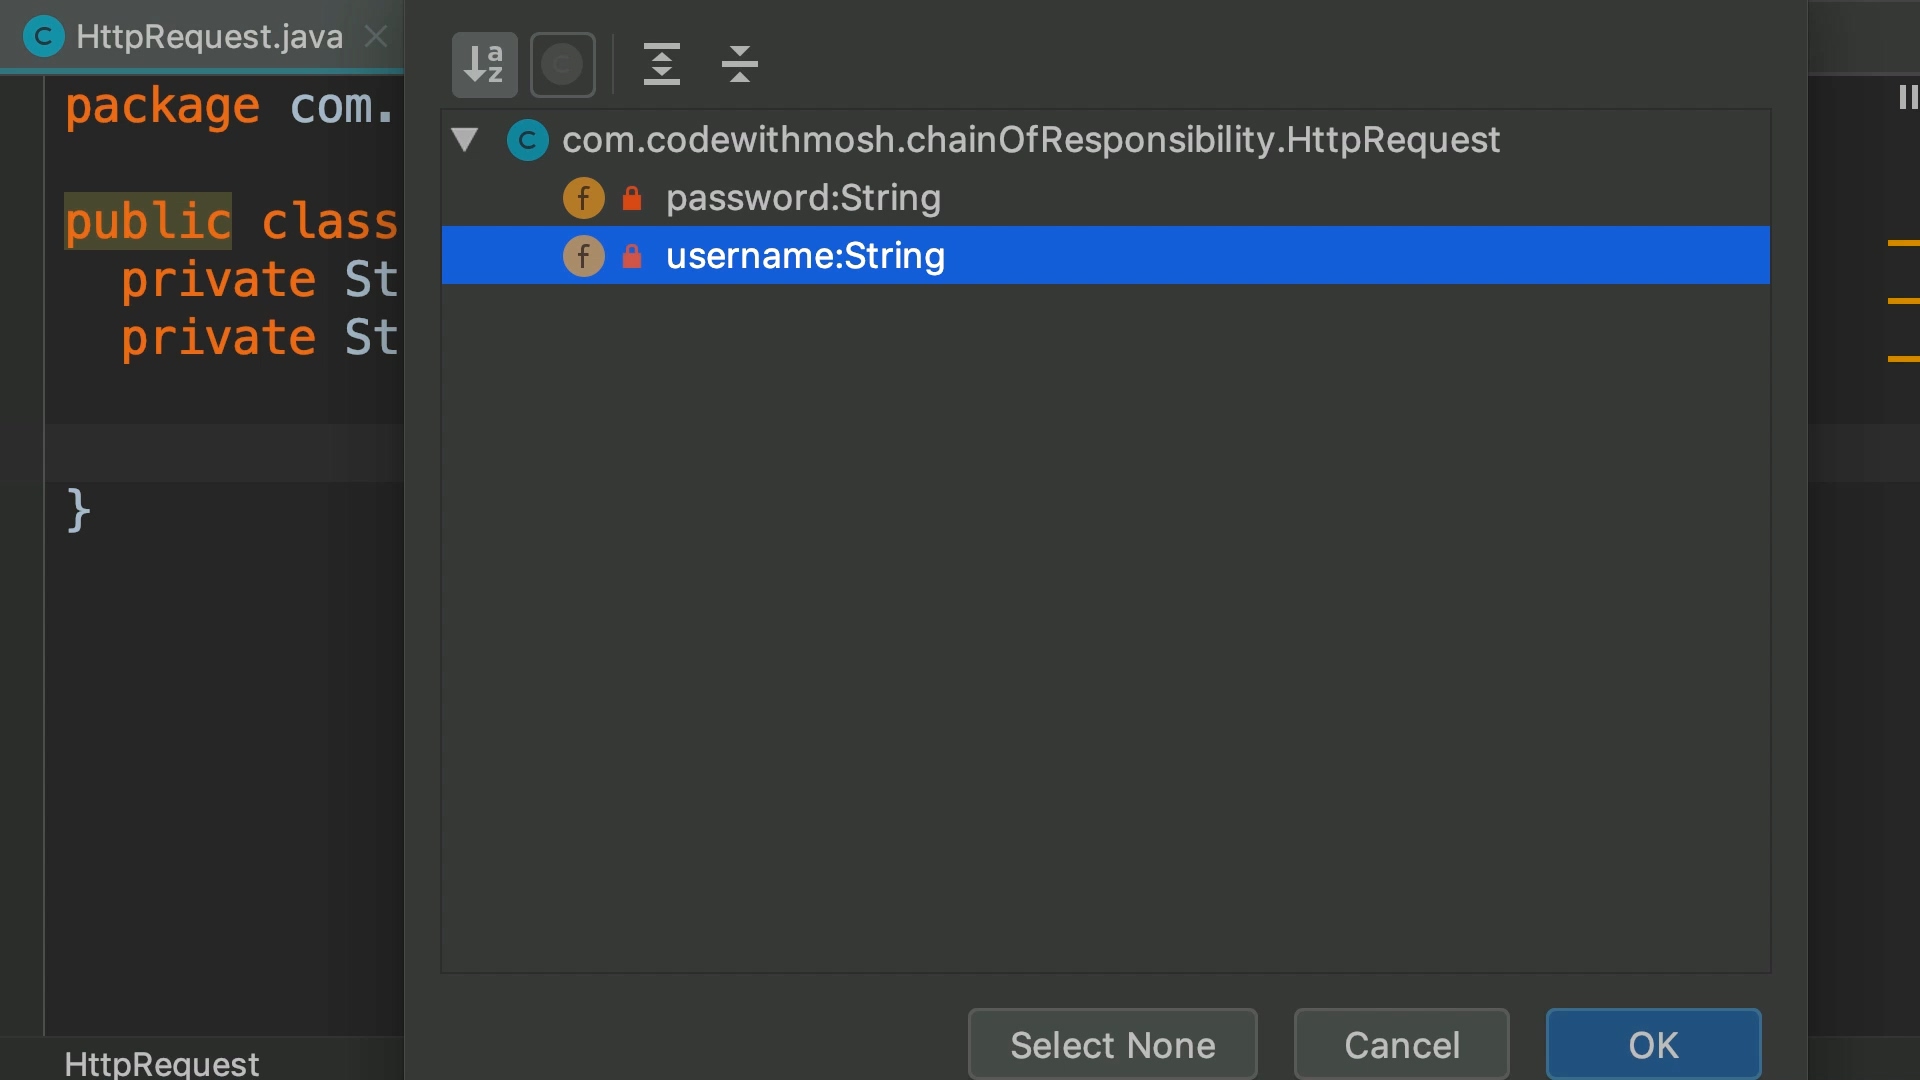 HttpRequest.java
package com.
public class
private St
private St
}
com.codewithmosh.chainOfResponsibility.HttpRequest
password:String
username:String
Select None
Cancel
OK
HttpRequest